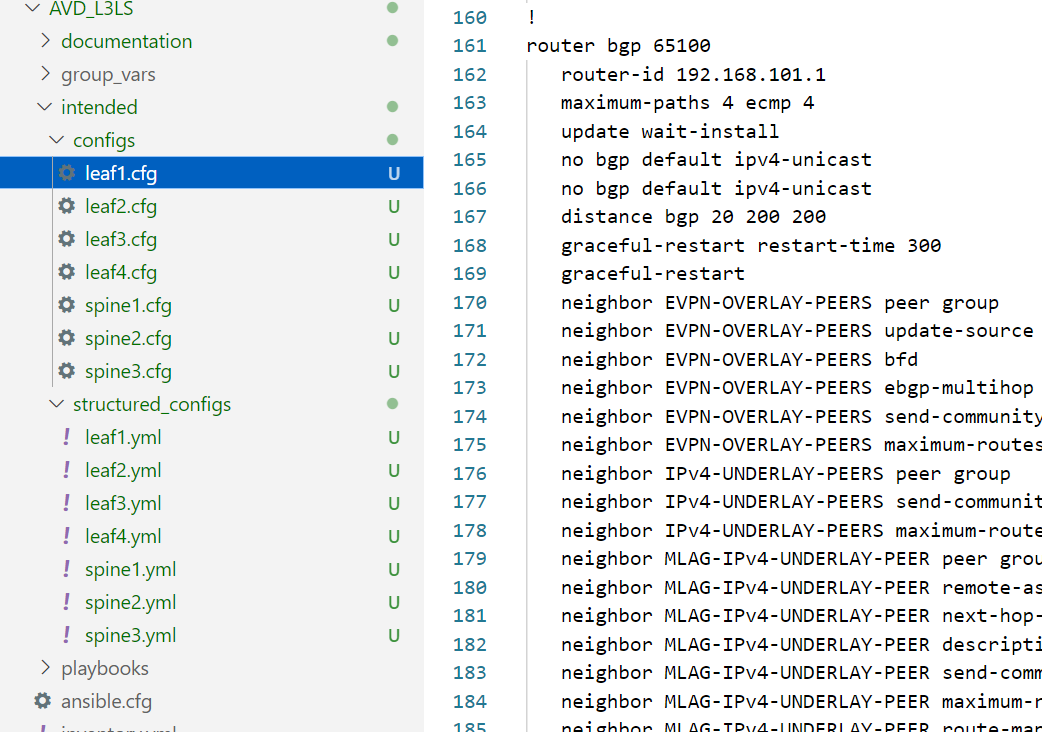 AVD_L3LS
documentation
group_vars
intended
configs
leaf1.cfg U
leaf2.cfg U
leaf3.cfg U
leaf4.cfg U
spine1.cfg U
spine2.cfg U
spine3.cfg U
structured_configs
! leaf1.yml U
! leaf2.yml U
! leaf3.yml U
! leaf4.yml U
! spine1.yml U
! spine2.yml U
! spine3.yml U
playbooks
ansible.cfg
160 !
161 router bgp 65100
162 router-id 192.168.101.1
163 maximum-paths 4 ecmp 4
164 update wait-install
165 no bgp default ipv4-unicast
166 no bgp default ipv4-unicast
167 distance bgp 20 200 200
168 graceful-restart restart-time 300
169 graceful-restart
170 neighbor EVPN-OVERLAY-PEERS peer group
171 neighbor EVPN-OVERLAY-PEERS update-source
172 neighbor EVPN-OVERLAY-PEERS bfd
173 neighbor EVPN-OVERLAY-PEERS ebgp-multihop
174 neighbor EVPN-OVERLAY-PEERS send-community
175 neighbor EVPN-OVERLAY-PEERS maximum-routes
176 neighbor IPv4-UNDERLAY-PEERS peer group
177 neighbor IPv4-UNDERLAY-PEERS send-communit
178 neighbor IPv4-UNDERLAY-PEERS maximum-route
179 neighbor MLAG-IPv4-UNDERLAY-PEER peer grou
180 neighbor MLAG-IPv4-UNDERLAY-PEER remote-as
181 neighbor MLAG-IPv4-UNDERLAY-PEER next-hop-
182 neighbor MLAG-IPv4-UNDERLAY-PEER descripti
183 neighbor MLAG-IPv4-UNDERLAY-PEER send-comm
184 neighbor MLAG-IPv4-UNDERLAY-PEER maximum-r
185 neighbor MLAG-IPv4-UNDERLAY-PEER route-map